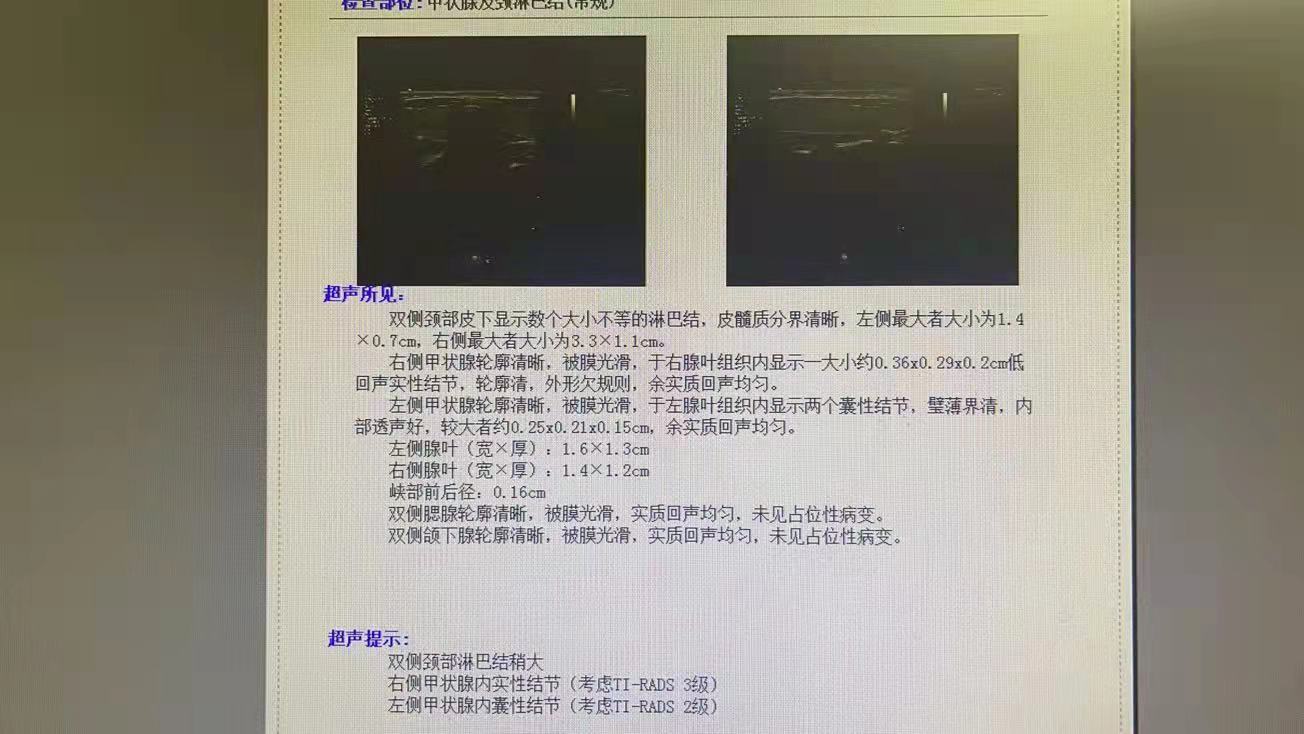 检查部位:甲状腺及颈淋巴结(常规)
超声所见:
双侧颈部皮下显示数个大小不等的淋巴结，皮髓质分界清晰，左侧最大者大小为1.4
×0.7cm，右侧最大者大小为3.3×1.1cm。
右侧甲状腺轮廓清晰，被膜光滑，于右腺叶组织内显示一大小约0.36x0.29x0.2cm低
回声实性结节，轮廓清，外形欠规则，余实质回声均匀。
左侧甲状腺轮廓清晰，被膜光滑，于左腺叶组织内显示两个囊性结节，壁薄界清，内
部透声好，较大者约0.25x0.21x0.15cm，余实质回声均匀。
左侧腺叶（宽×厚）：1.6×1.3cm
右侧腺叶（宽×厚）：1.4×1.2cm
峡部前后径：0.16cm
双侧腮腺轮廓清晰，被膜光滑，实质回声均匀，未见占位性病变。
双侧颌下腺轮廓清晰，被膜光滑，实质回声均匀，未见占位性病变。
超声提示:
双侧颈部淋巴结稍大
右侧甲状腺内实性结节（考虑TI-RADS 3级）
左侧甲状腺内囊性结节（考虑TI-RADS 2级）